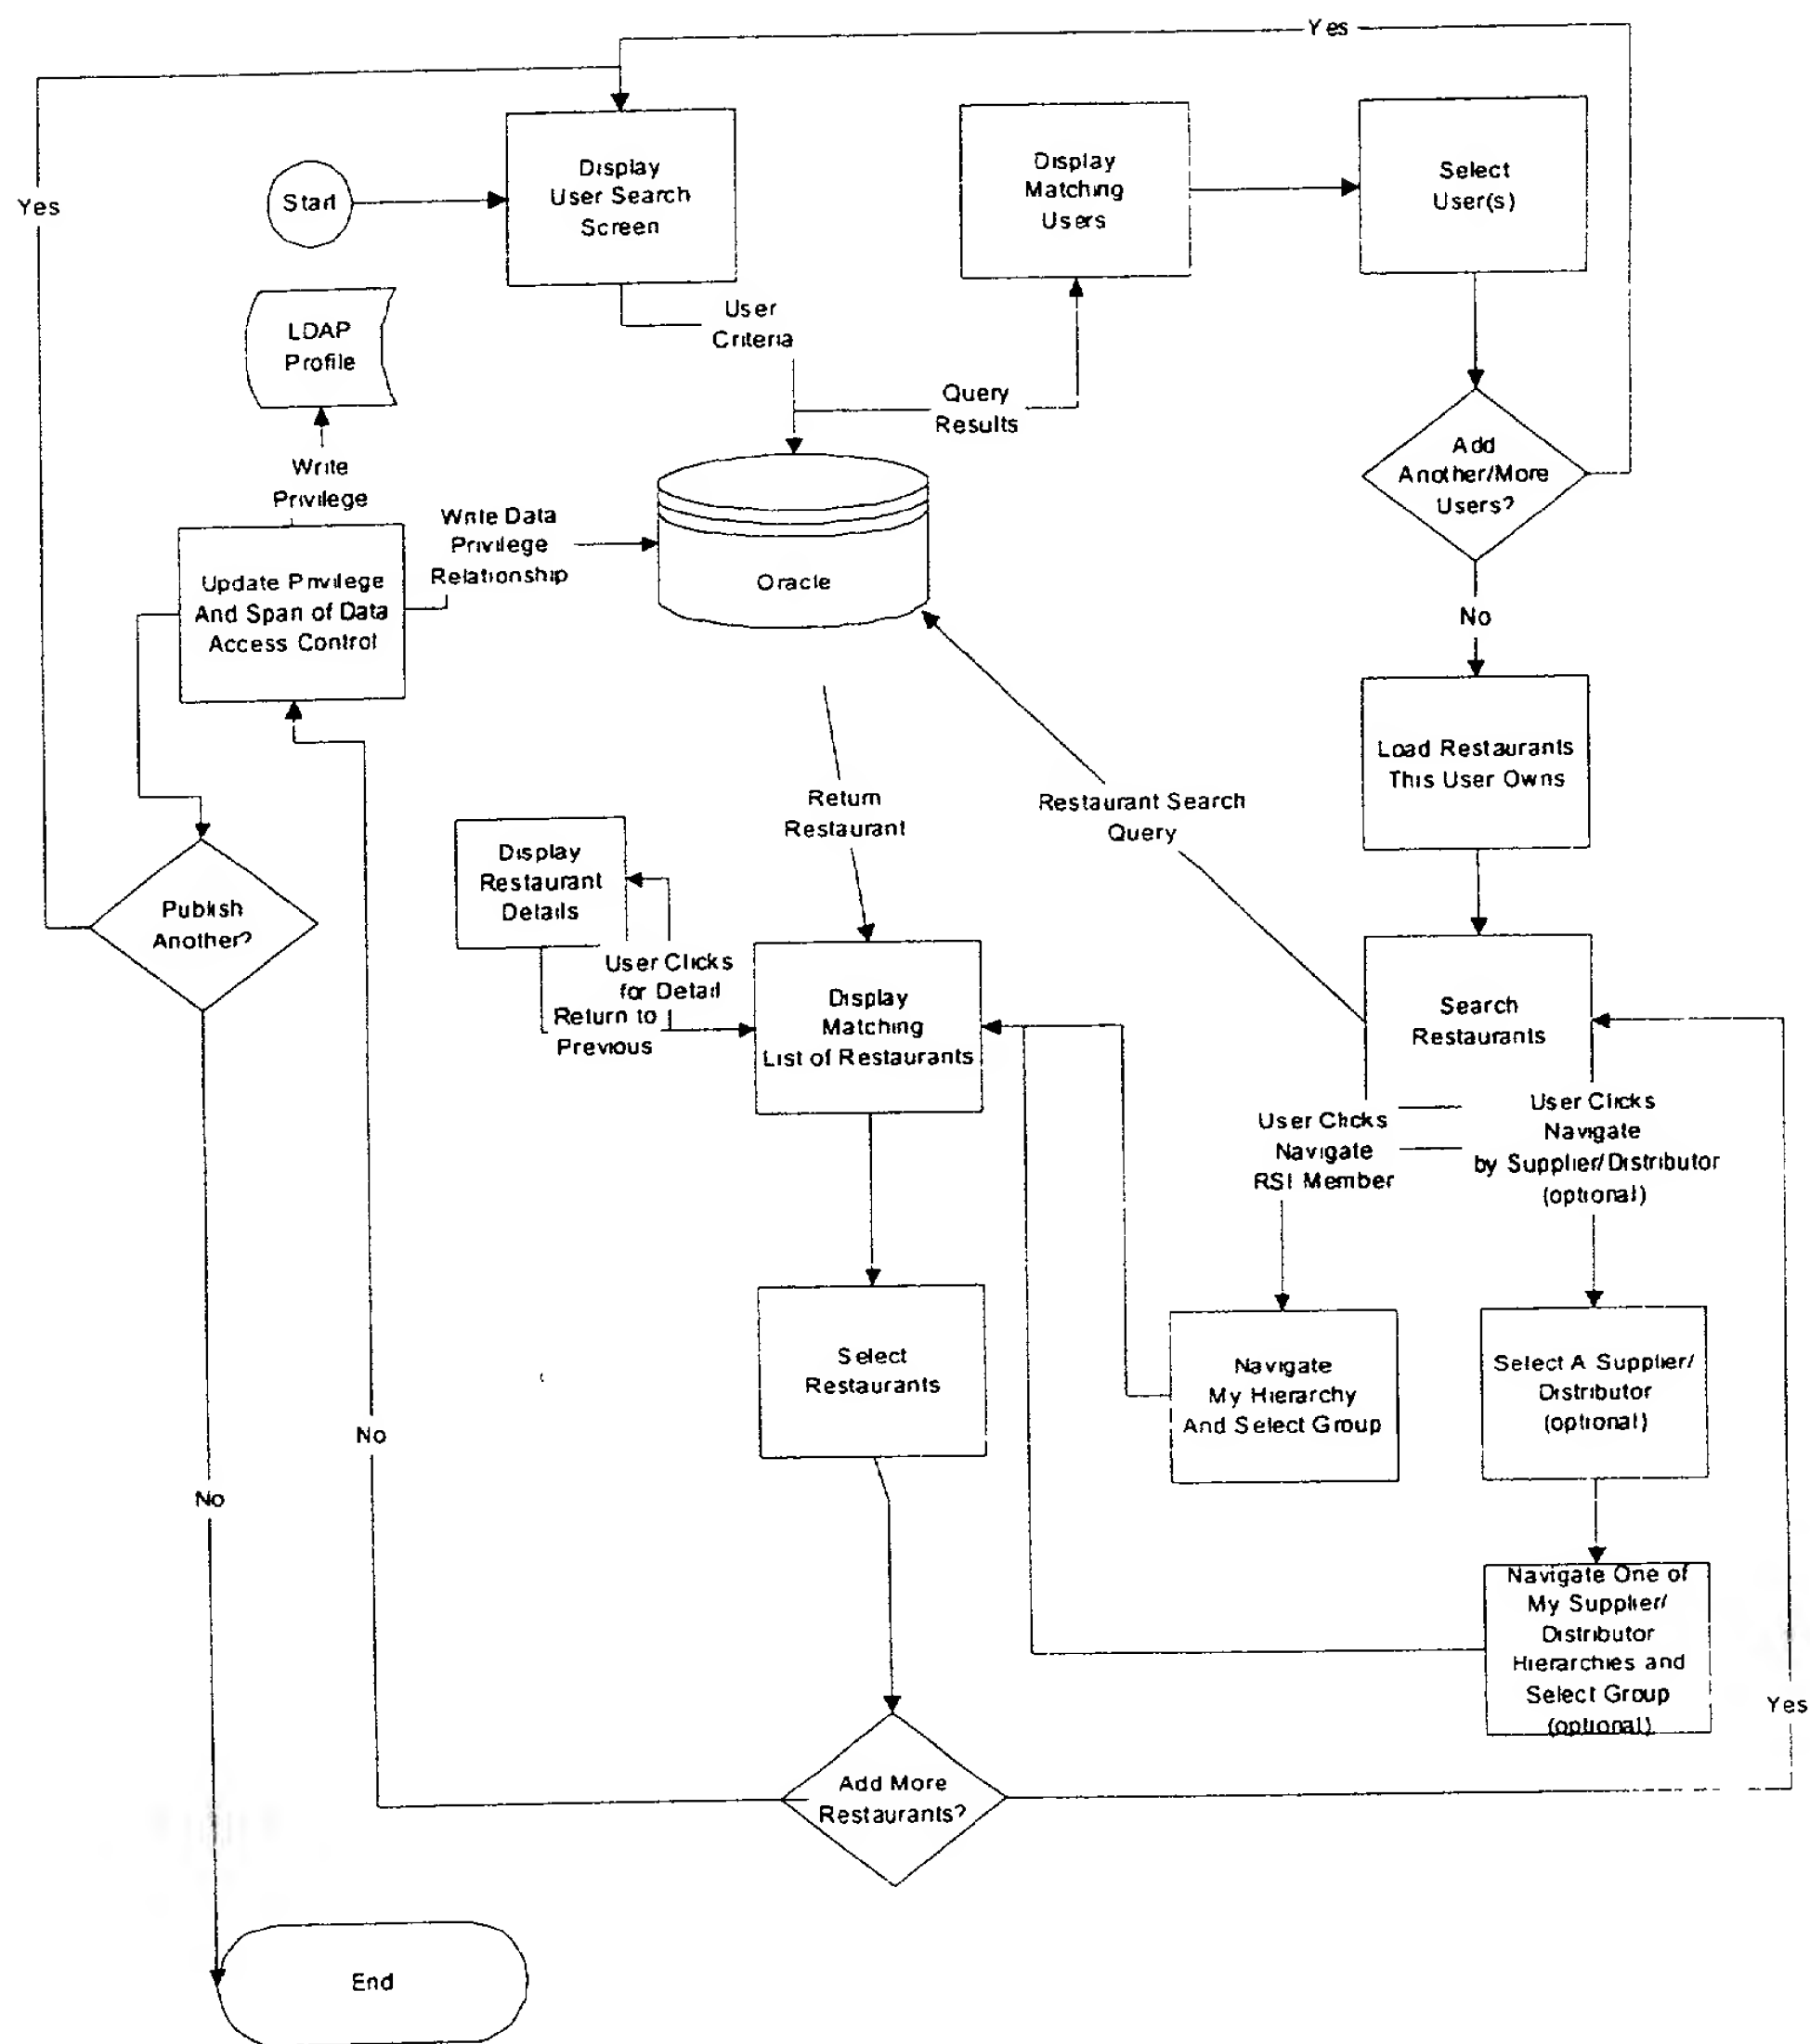 Yes
Yes
Start
Display
User Search
Screen
Display
Matching
Users
Select
User(s)
LDAP
Profile
User
Criteria
Query
Results
Add
Another/More
Users?
Write
Privilege
Write Data
Privilege
Relationship
Update Privilege
And Span of Data
Access Control
Oracle
No
Load Restaurants
This User Owns
Return
Restaurant
Restaurant Search
Query
Display
Restaurant
Details
Publish
Another?
User Clicks
for Detail
Return to
Previous
Display
Matching
List of Restaurants
Search
Restaurants
User Clicks
Navigate
RSI Member
User Clicks
Navigate
by Supplier/Distributor
(optional)
Select
Restaurants
Navigate
My Hierarchy
And Select Group
Select A Supplier/
Distributor
(optional)
No
No
Navigate One of
My Supplier/
Distributor
Hierarchies and
Select Group
(optional)
Yes
Add More
Restaurants?
End